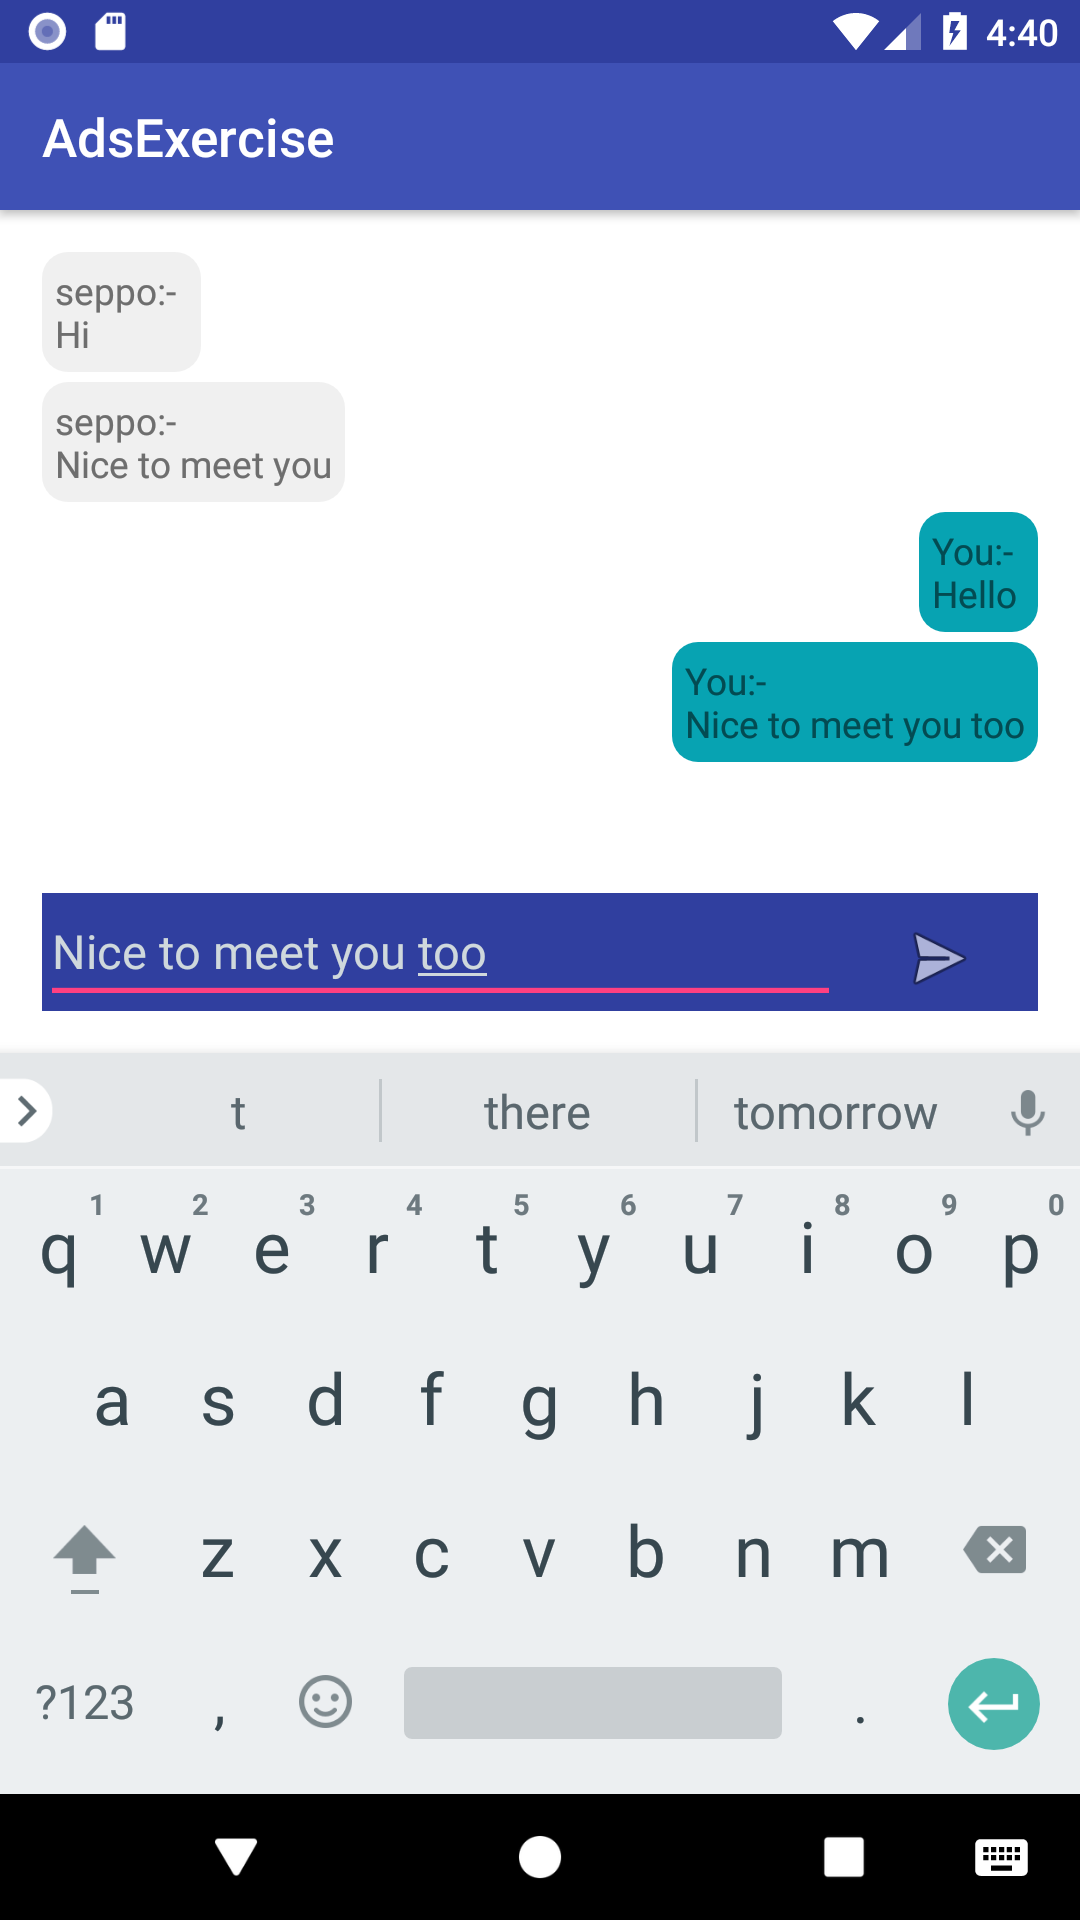 4:40
AdsExercise
seppo:-
Hi
seppo:-
Nice to meet you
You:-
Hello
You:-
Nice to meet you too
Nice to meet you too
t there tomorrow
1 2 3 4 5 6 7 8 9 0
q w e r t y u i o p
a s d f g h j k l
z x c v b n m
?123 , .